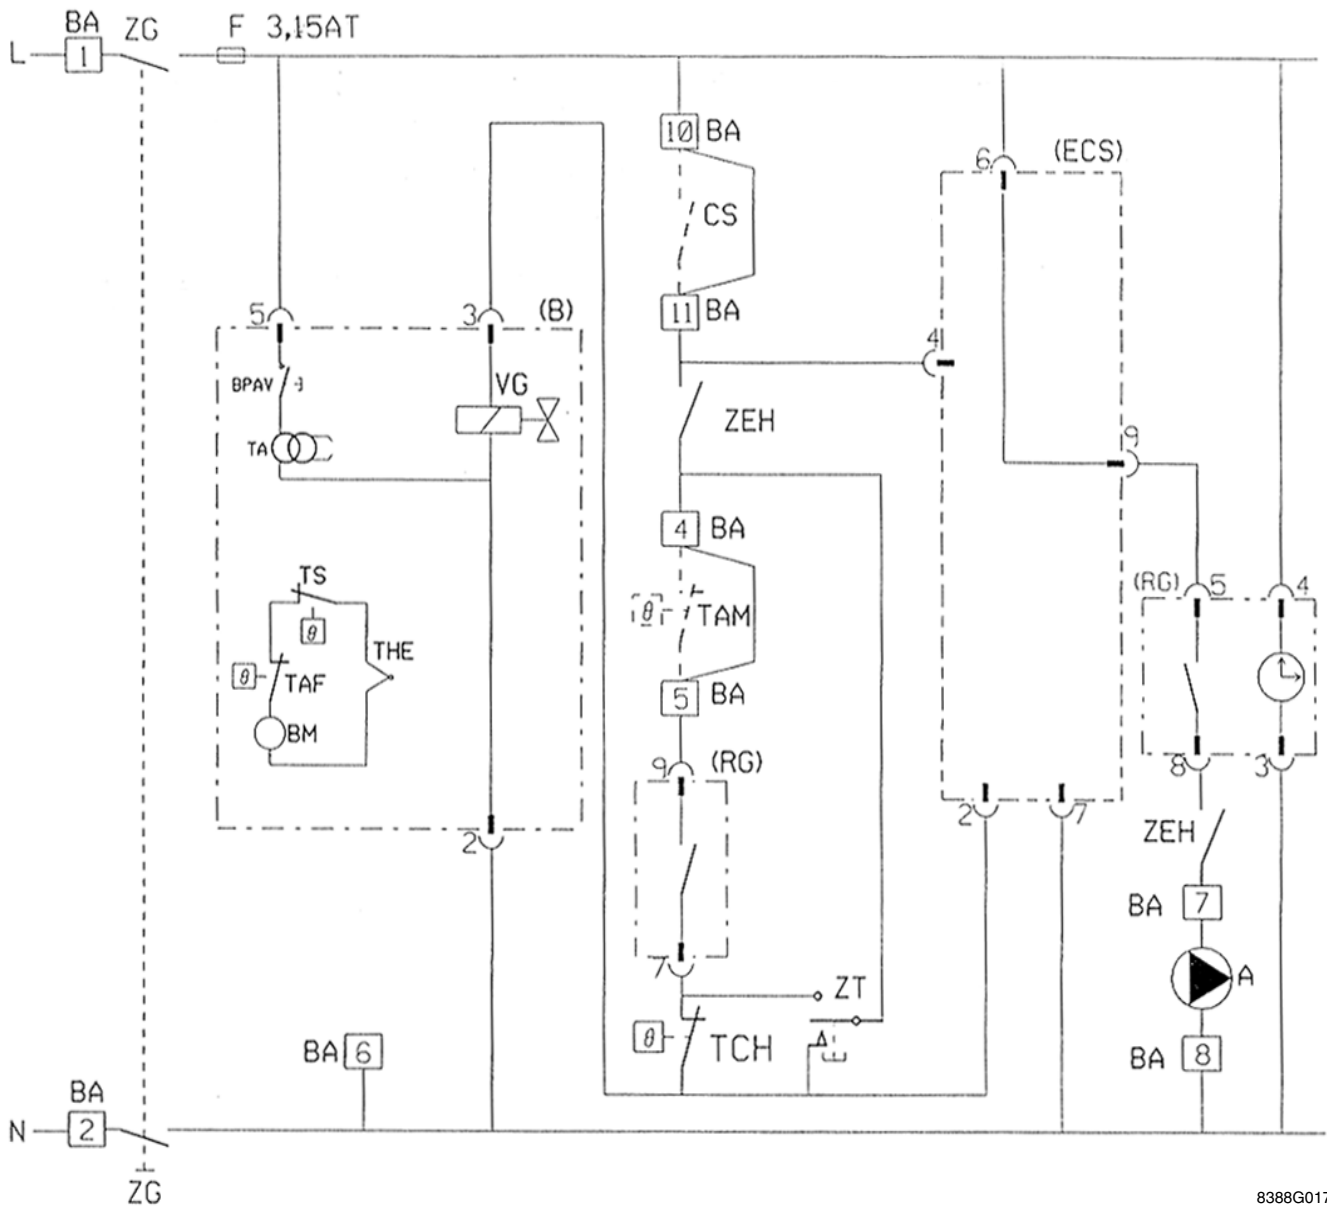 BA ZG F 3,15AT
L 1
10 BA
6 (ECS)
CS
5 3 (B)
11 BA
4
BPAV VG
ZEH
9
TA
4 BA
TS
(RG) 5 4
θ
θ TAM
THE
θ TAF
5 BA
BM
9 (RG)
8 3
2
2 7
ZEH
BA 7
7
ZT
A
θ TCH
BA 6
BA 8
BA
N 2
ZG
8388G017